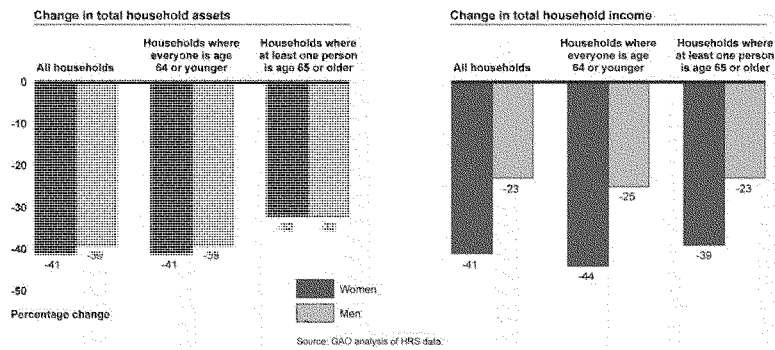 Change in total household assets
All households
Households where
everyone is age
64 or younger
Households where
at least one person
is age 65 or older
0
-10
-20
-30
-40
-50
-41
-39
-41
-39
-32
-32
Percentage change
Change in total household income
All households
Households where
everyone is age
64 or younger
Households where
at least one person
is age 65 or older
-41
-23
-44
-25
-39
-23
Women
Men
Source: GAO analysis of HRS data.